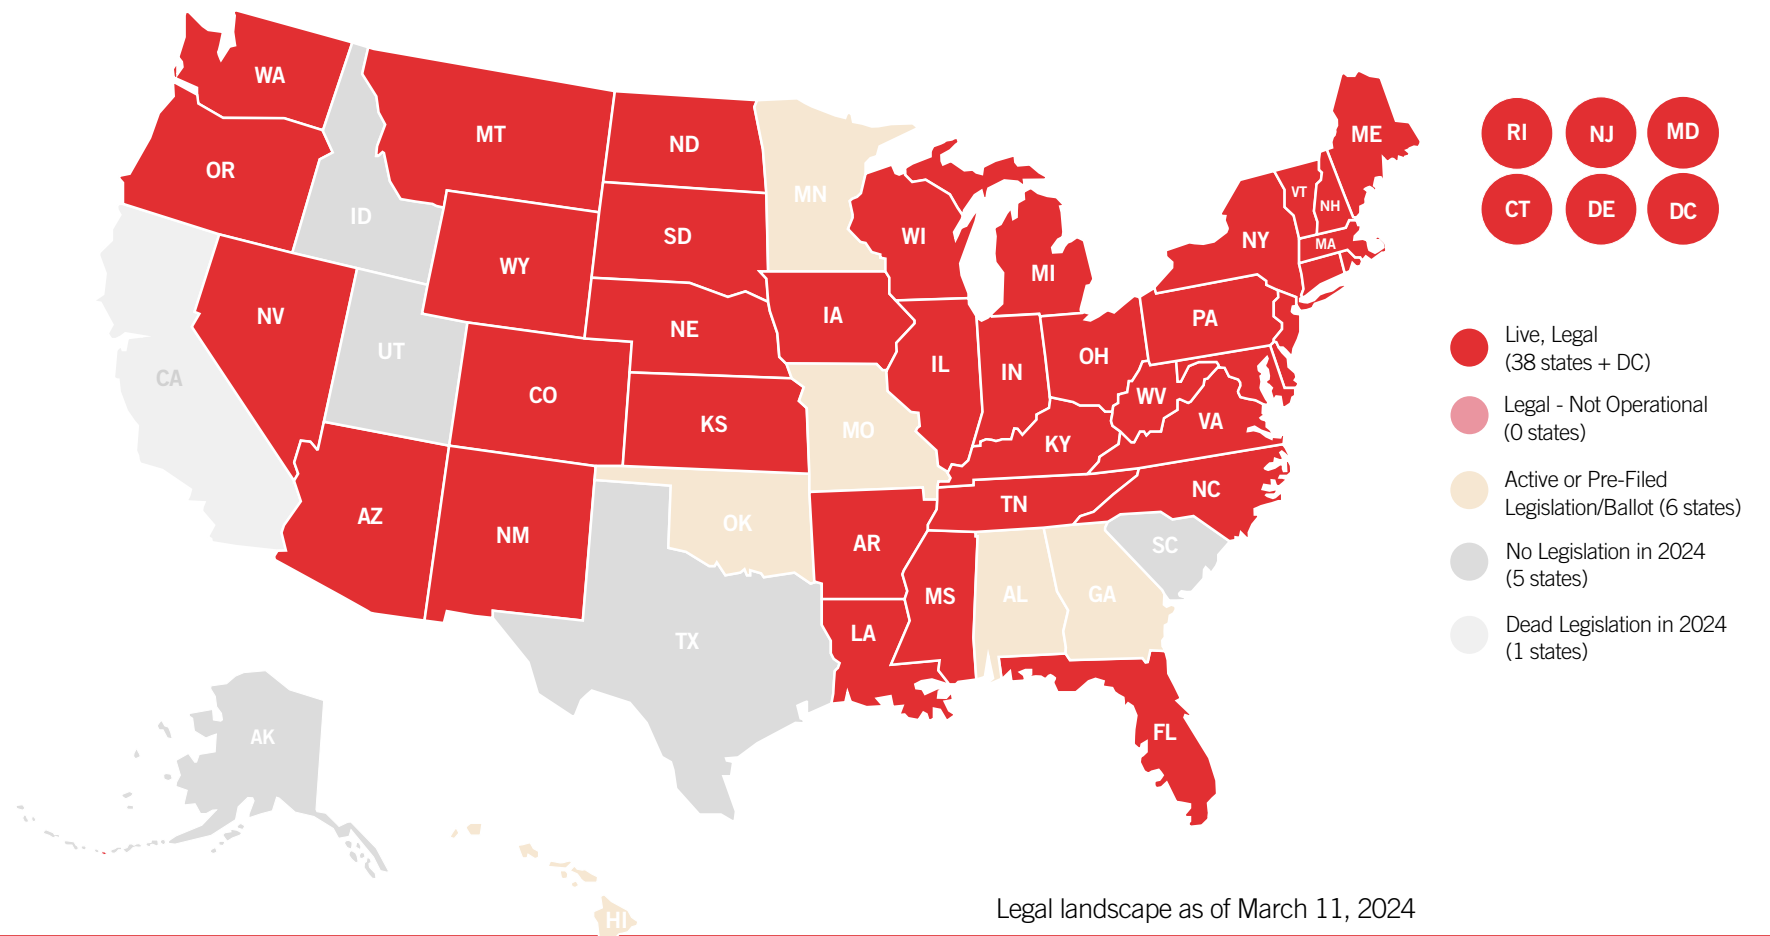 WA
MT
ND
MN
OR
ID
SD
WI
WY
MI
ME
VT
NH
NY
MA
RI
NJ
MD
CT
DE
DC
NV
UT
NE
IA
IL
IN
OH
PA
CA
CO
KS
MO
KY
WV
VA
AZ
NM
OK
AR
TN
NC
SC
TX
LA
MS
AL
GA
FL
AK
HI
Live, Legal
(38 states + DC)
Legal - Not Operational
(0 states)
Active or Pre-Filed
Legislation/Ballot (6 states)
No Legislation in 2024
(5 states)
Dead Legislation in 2024
(1 states)
Legal landscape as of March 11, 2024